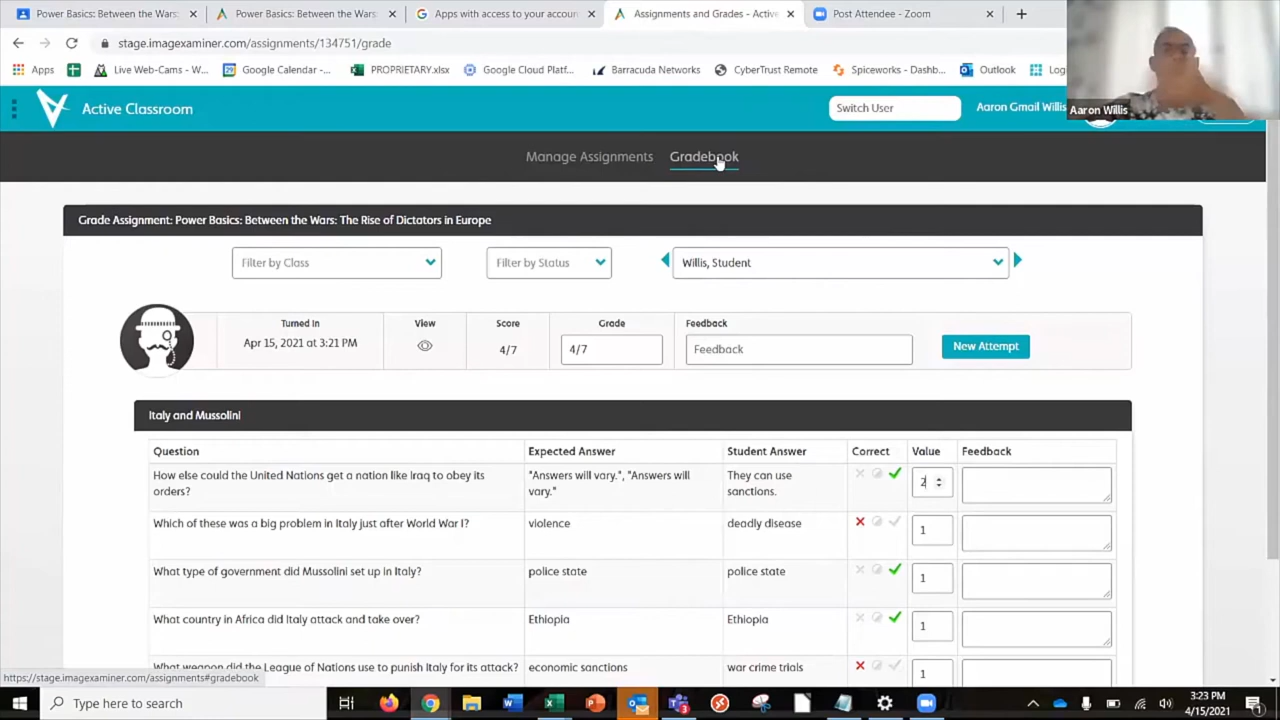 Power Basics: Between the Wars:
Power Basics: Between the Wars:
Apps with access to your accoun
Assignments and Grades - Active
Post Attendee - Zoom
stage.imagexaminer.com/assignments/134751/grade
Apps
Live Web-Cams - W...
Google Calendar -...
PROPRIETARY.xlsx
Google Cloud Platf...
Barracuda Networks
CyberTrust Remote
Spiceworks - Dashb...
Outlook
Active Classroom
Switch User
Aaron Gmail Willis
Aaron Willis
Manage Assignments
Gradebook
Grade Assignment: Power Basics: Between the Wars: The Rise of Dictators in Europe
Filter by Class
Filter by Status
Willis, Student
Turned In
View
Score
Grade
Feedback
Apr 15, 2021 at 3:21 PM
4/7
4/7
Feedback
New Attempt
Italy and Mussolini
Question
Expected Answer
Student Answer
Correct
Value
Feedback
How else could the United Nations get a nation like Iraq to obey its
orders?
"Answers will vary.", "Answers will
vary."
They can use
sanctions.
2
Which of these was a big problem in Italy just after World War I?
violence
deadly disease
1
What type of government did Mussolini set up in Italy?
police state
police state
1
What country in Africa did Italy attack and take over?
Ethiopia
Ethiopia
1
What weapon did the League of Nations use to punish Italy for its attack?
economic sanctions
war crime trials
1
https://stage.imagexaminer.com/assignments#gradebook
Type here to search
3:23 PM
4/15/2021